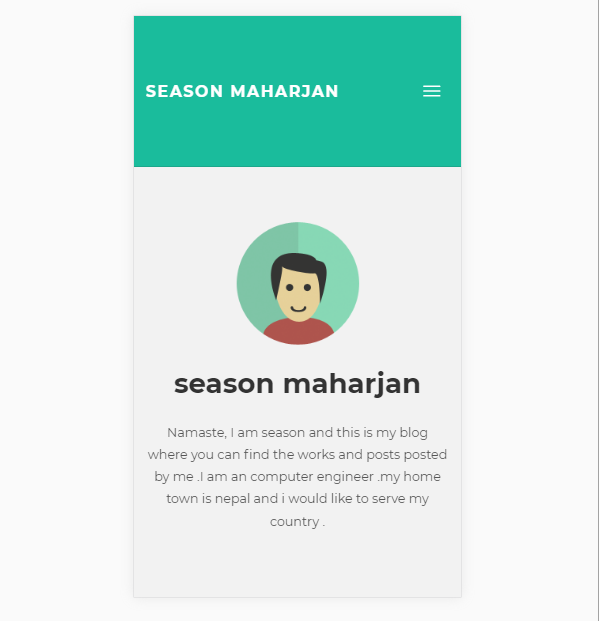 SEASON MAHARJAN
season maharjan
Namaste, I am season and this is my blog
where you can find the works and posts posted
by me .I am an computer engineer .my home
town is nepal and i would like to serve my
country .